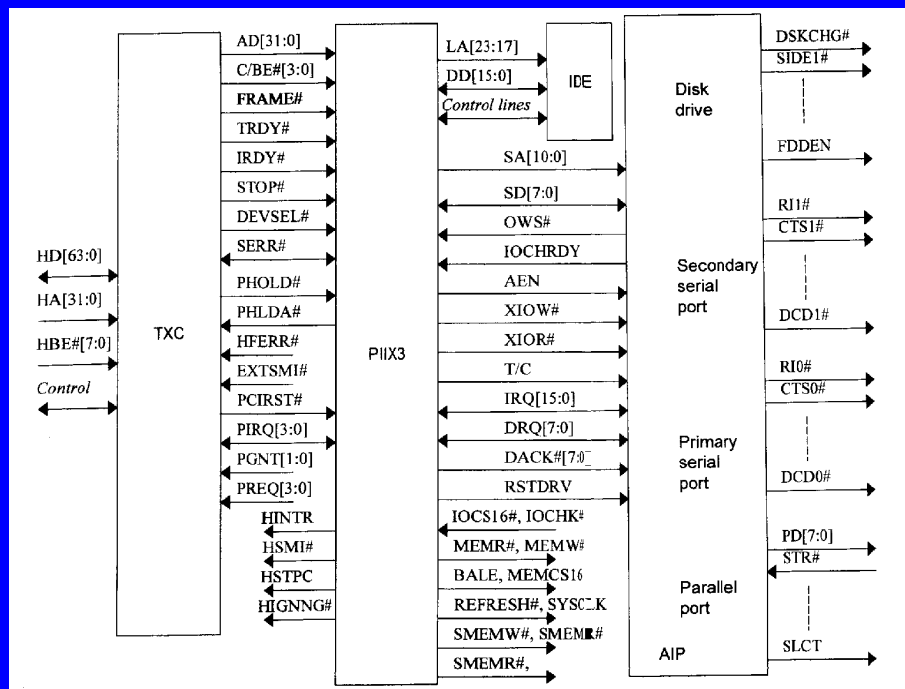 HD[63:0]
HA[31:0]
HBE#[7:0]
Control
TXC
AD[31:0]
C/BE#[3:0]
FRAME#
TRDY#
IRDY#
STOP#
DEVSEL#
SERR#
PHOLD#
PHLDA#
HFERR#
EXTSMI#
PCIRST#
PIRQ[3:0]
PGNT[1:0]
PREQ[3:0]
HINTR
HSMI#
HSTPC
HIGNNG#
PIIX3
LA[23:17]
DD[15:0]
Control lines
IDE
SA[10:0]
SD[7:0]
OWS#
IOCHRDY
AEN
XIOW#
XIOR#
T/C
IRQ[15:0]
DRQ[7:0]
DACK#[7:0]
RSTDRV
IOCS16#, IOCHK#
MEMR#, MEMW#
BALE, MEMCS16
REFRESH#, SYSCLK
SMEMW#, SMEMR#
SMEMR#,
Disk
drive
Secondary
serial
port
Primary
serial
port
Parallel
port
AIP
DSKCHG#
SIDE1#
FDDEN
RI1#
CTS1#
DCD1#
RI0#
CTS0#
DCD0#
PD[7:0]
STR#
SLCT